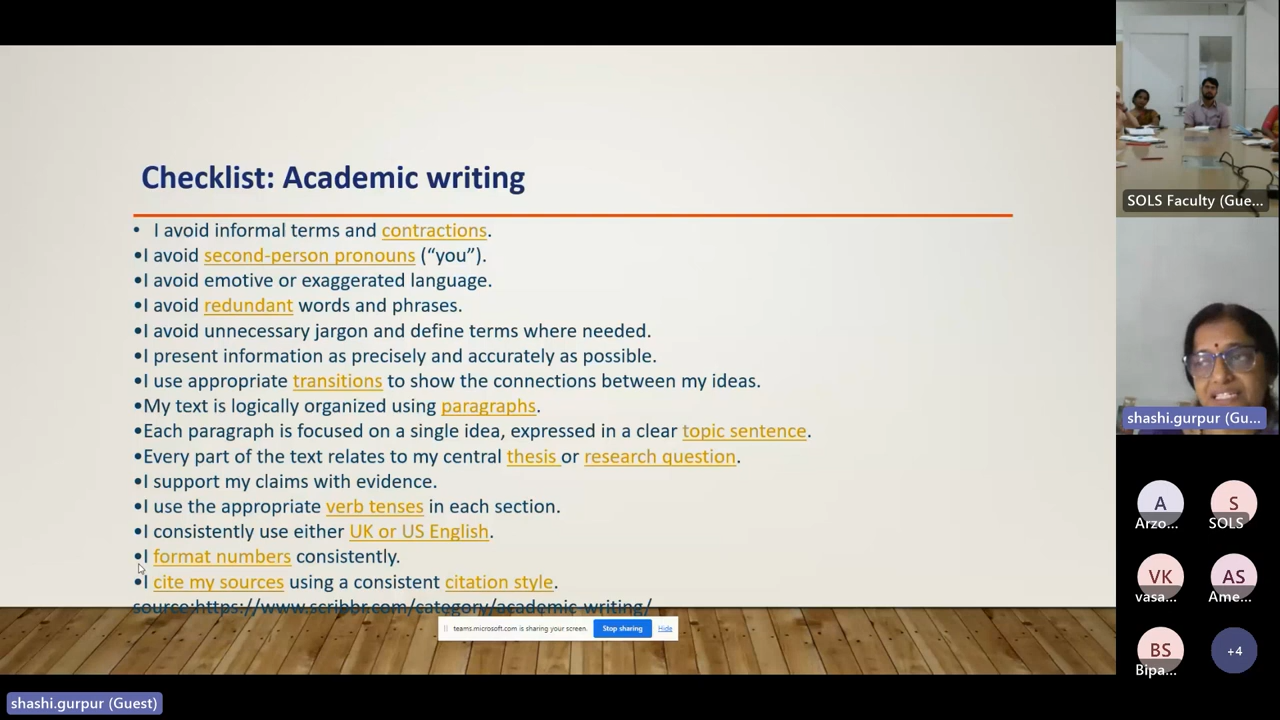 Checklist: Academic writing
• I avoid informal terms and contractions.
•I avoid second-person pronouns (“you”).
•I avoid emotive or exaggerated language.
•I avoid redundant words and phrases.
•I avoid unnecessary jargon and define terms where needed.
•I present information as precisely and accurately as possible.
•I use appropriate transitions to show the connections between my ideas.
•My text is logically organized using paragraphs.
•Each paragraph is focused on a single idea, expressed in a clear topic sentence.
•Every part of the text relates to my central thesis or research question.
•I support my claims with evidence.
•I use the appropriate verb tenses in each section.
•I consistently use either UK or US English.
•I format numbers consistently.
•I cite my sources using a consistent citation style.
source:https://www.scribbr.com/category/academic-writing/
teams.microsoft.com is sharing your screen.
Stop sharing
Hide
shashi.gurpur (Guest)
SOLS Faculty (Gue...
shashi.gurpur (Gu...
A
Arzo...
S
SOLS
VK
vasa...
AS
Ame...
BS
Bipa...
+4